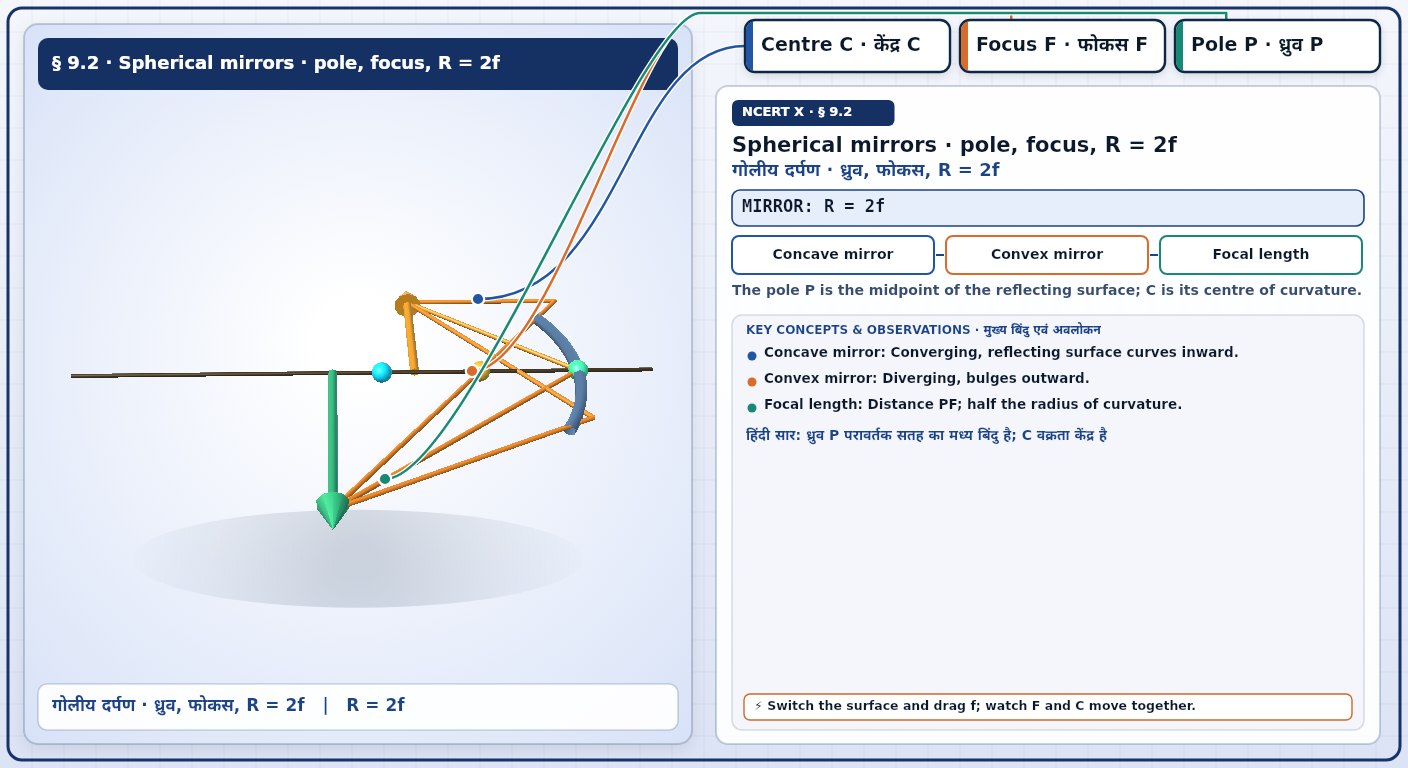 § 9.2 · Spherical mirrors · pole, focus, R = 2f
Centre C · केंद्र C
Focus F · फोकस F
Pole P · ध्रुव P
NCERT X · § 9.2
Spherical mirrors · pole, focus, R = 2f
गोलीय दर्पण · ध्रुव, फोकस, R = 2f
MIRROR: R = 2f
Concave mirror
Convex mirror
Focal length
The pole P is the midpoint of the reflecting surface; C is its centre of curvature.
KEY CONCEPTS & OBSERVATIONS · मुख्य बिंदु एवं अवलोकन
Concave mirror: Converging, reflecting surface curves inward.
Convex mirror: Diverging, bulges outward.
Focal length: Distance PF; half the radius of curvature.
हिंदी सार: ध्रुव P परावर्तक सतह का मध्य बिंदु है; C वक्रता केंद्र है
⚡ Switch the surface and drag f; watch F and C move together.
गोलीय दर्पण · ध्रुव, फोकस, R = 2f | R = 2f